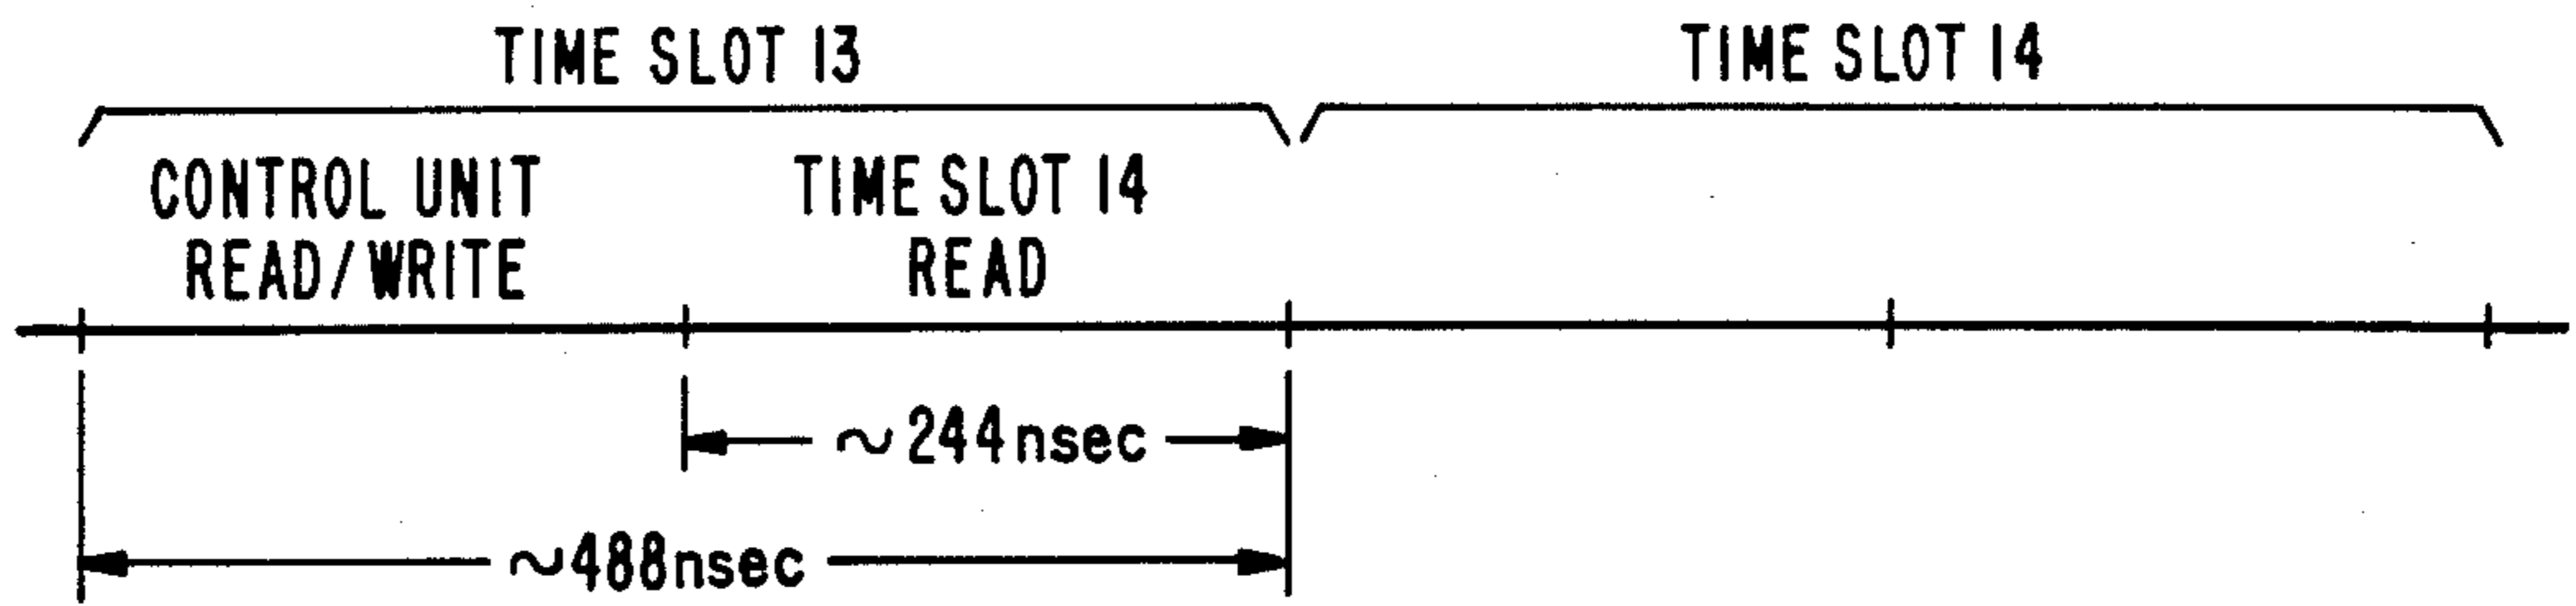 TIME SLOT 13
TIME SLOT 14
CONTROL UNIT
READ/WRITE
TIME SLOT 14
READ
~244nsec
~488nsec